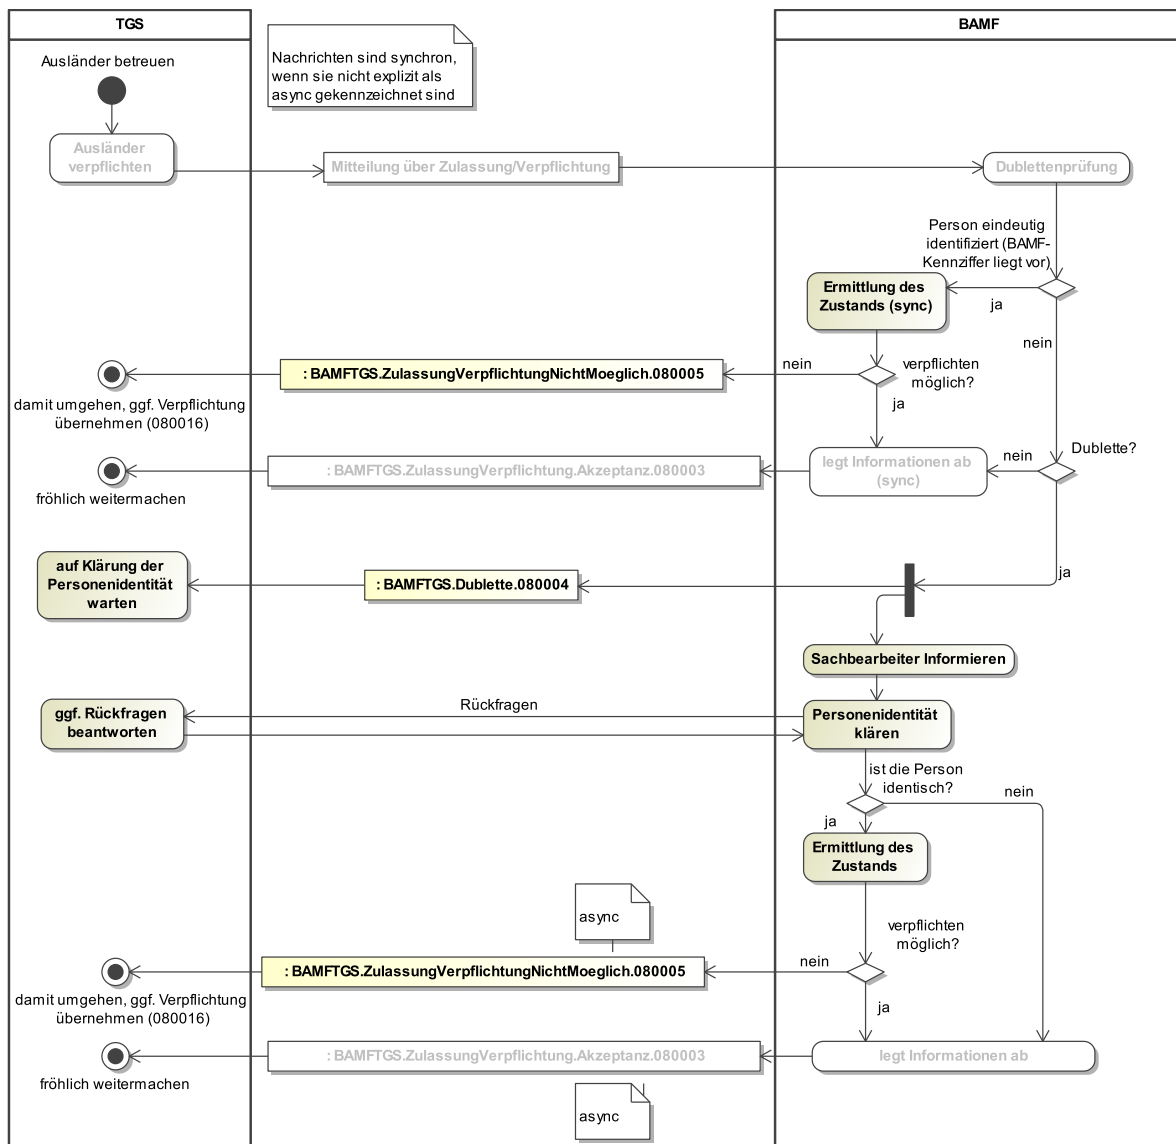 TGS
BAMF
Ausländer betreuen
Nachrichten sind synchron,
wenn sie nicht explizit als
async gekennzeichnet sind
Ausländer
verpflichten
Mitteilung über Zulassung/Verpflichtung
Dublettenprüfung
Person eindeutig
identifiziert (BAMF-
Kennziffer liegt vor)
Ermittlung des
Zustands (sync)
ja
nein
verpflichten
möglich?
nein
: BAMFTGS.ZulassungVerpflichtungNichtMoeglich.080005
damit umgehen, ggf. Verpflichtung
übernehmen (080016)
ja
Dublette?
nein
legt Informationen ab
(sync)
: BAMFTGS.ZulassungVerpflichtung.Akzeptanz.080003
fröhlich weitermachen
ja
: BAMFTGS.Dublette.080004
auf Klärung der
Personenidentität
warten
Sachbearbeiter Informieren
ggf. Rückfragen
beantworten
Rückfragen
Personenidentität
klären
ist die Person
identisch?
nein
ja
Ermittlung des
Zustands
async
verpflichten
möglich?
nein
: BAMFTGS.ZulassungVerpflichtungNichtMoeglich.080005
damit umgehen, ggf. Verpflichtung
übernehmen (080016)
ja
legt Informationen ab
: BAMFTGS.ZulassungVerpflichtung.Akzeptanz.080003
fröhlich weitermachen
async